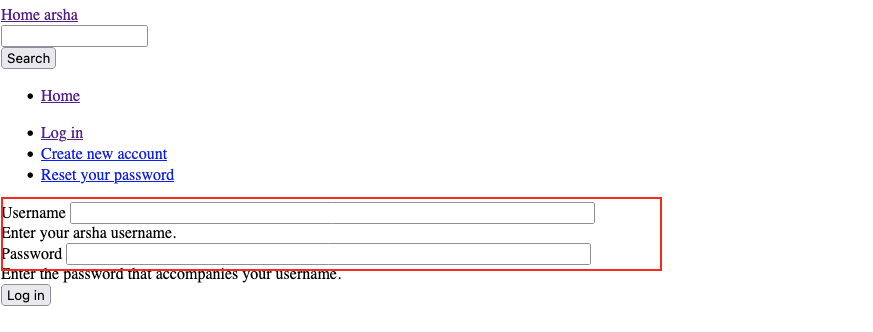 Home arsha
Search
Home
Log in
Create new account
Reset your password
Username
Enter your arsha username.
Password
Enter the password that accompanies your username.
Log in